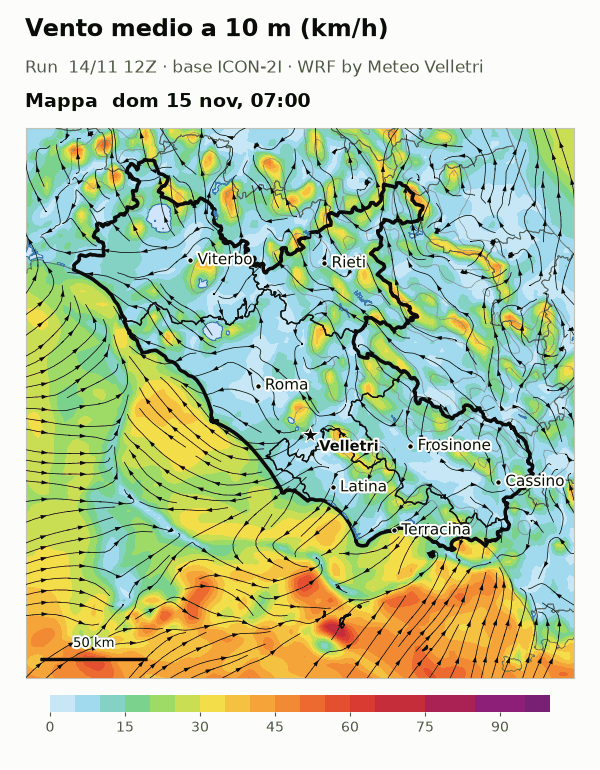 Vento medio a 10 m (km/h)
Run 14/11 12Z · base ICON-2I · WRF by Meteo Velletri
Mappa dom 15 nov, 07:00
Viterbo
Rieti
Roma
Velletri
Frosinone
Cassino
Latina
Terracina
50 km
0 15 30 45 60 75 90